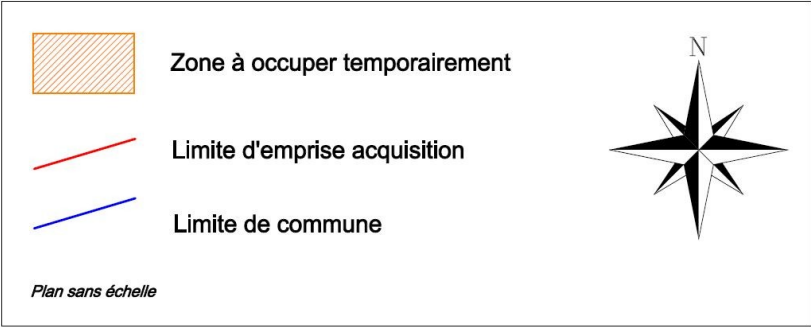 N
Zone à occuper temporairement
Limite d'emprise acquisition
Limite de commune
Plan sans échelle